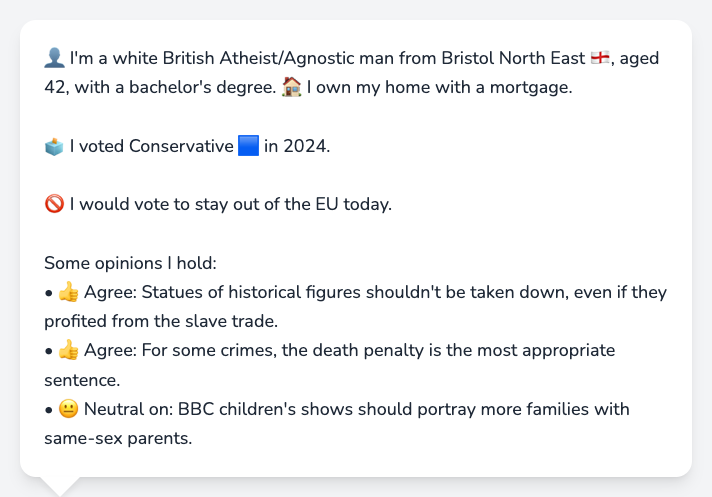 👤 I'm a white British Atheist/Agnostic man from Bristol North East 🏴󠁧󠁢󠁥󠁮󠁧󠁿, aged
42, with a bachelor's degree. 🏠 I own my home with a mortgage.
🗳️ I voted Conservative 🟦 in 2024.
🚫 I would vote to stay out of the EU today.
Some opinions I hold:
• 👍 Agree: Statues of historical figures shouldn't be taken down, even if they
profited from the slave trade.
• 👍 Agree: For some crimes, the death penalty is the most appropriate
sentence.
• 😐 Neutral on: BBC children's shows should portray more families with
same-sex parents.